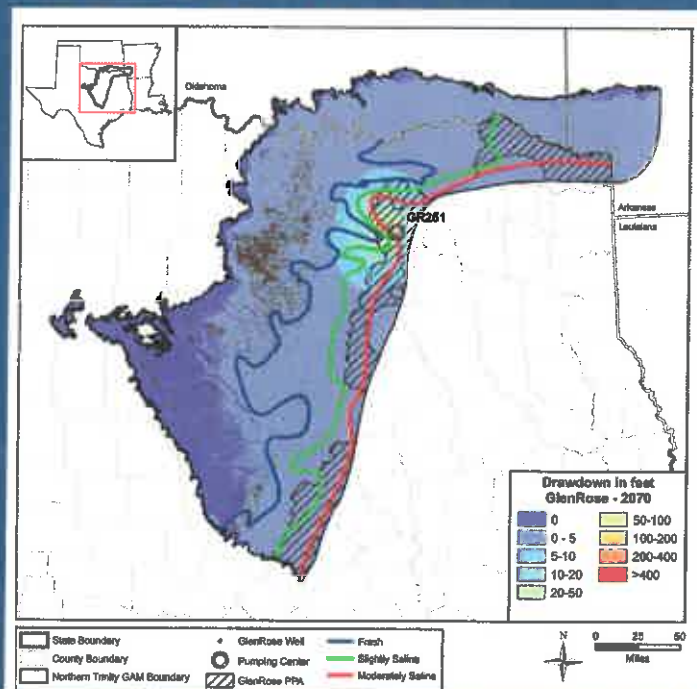 Oklahoma
GR251
Arkansas
Louisiana
Drawdown in feet
GlenRose - 2070
0
0 - 5
5-10
10-20
20-50
50-100
100-200
200-400
>400
State Boundary
County Boundary
Northern Trinity GAM Boundary
GlenRose Well
Pumping Center
GlenRose PPA
Fresh
Slightly Saline
Moderately Saline
N
0 25 50
Miles